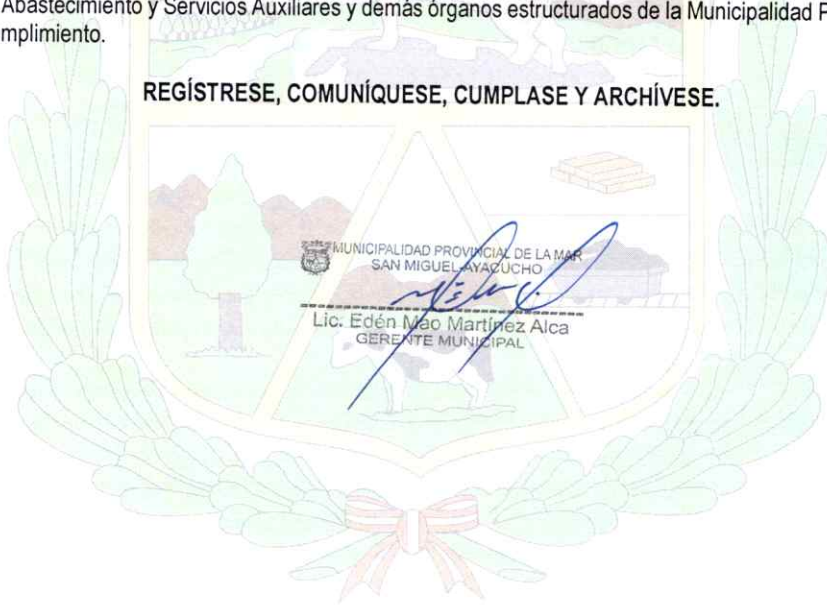 Abastecimiento y Servicios Auxiliares y demás órganos estructurados de la Municipalidad P
mplimiento.
REGÍSTRESE, COMUNÍQUESE, CUMPLASE Y ARCHÍVESE.
MUNICIPALIDAD PROVINCIAL DE LA MAR
SAN MIGUEL-AYACUCHO
Lic. Edén Mao Martínez Alca
GERENTE MUNICIPAL